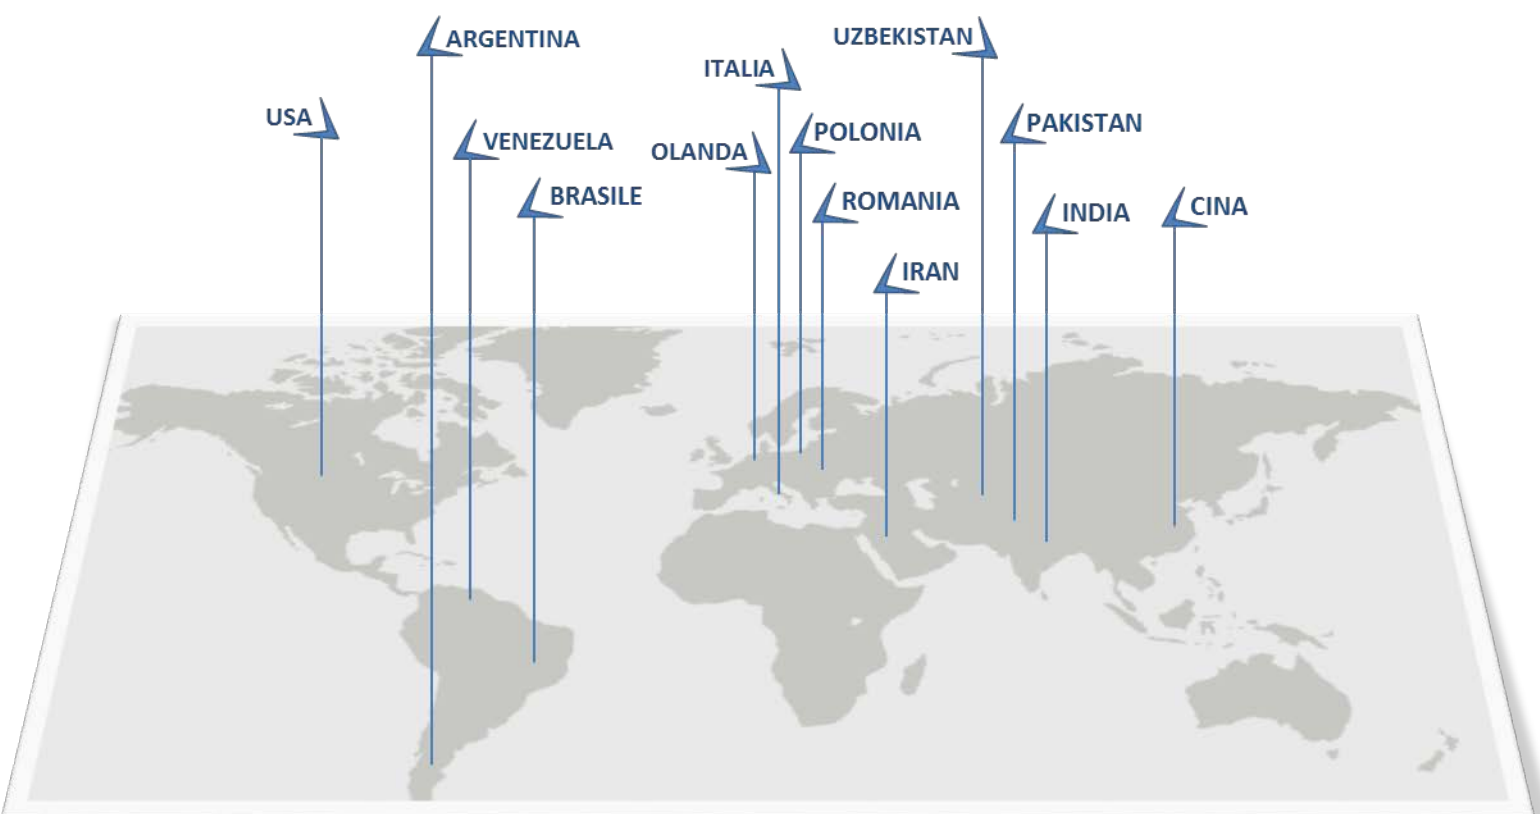 ARGENTINA
UZBEKISTAN
ITALIA
USA
PAKISTAN
POLONIA
VENEZUELA
OLANDA
BRASILE
ROMANIA
CINA
INDIA
IRAN